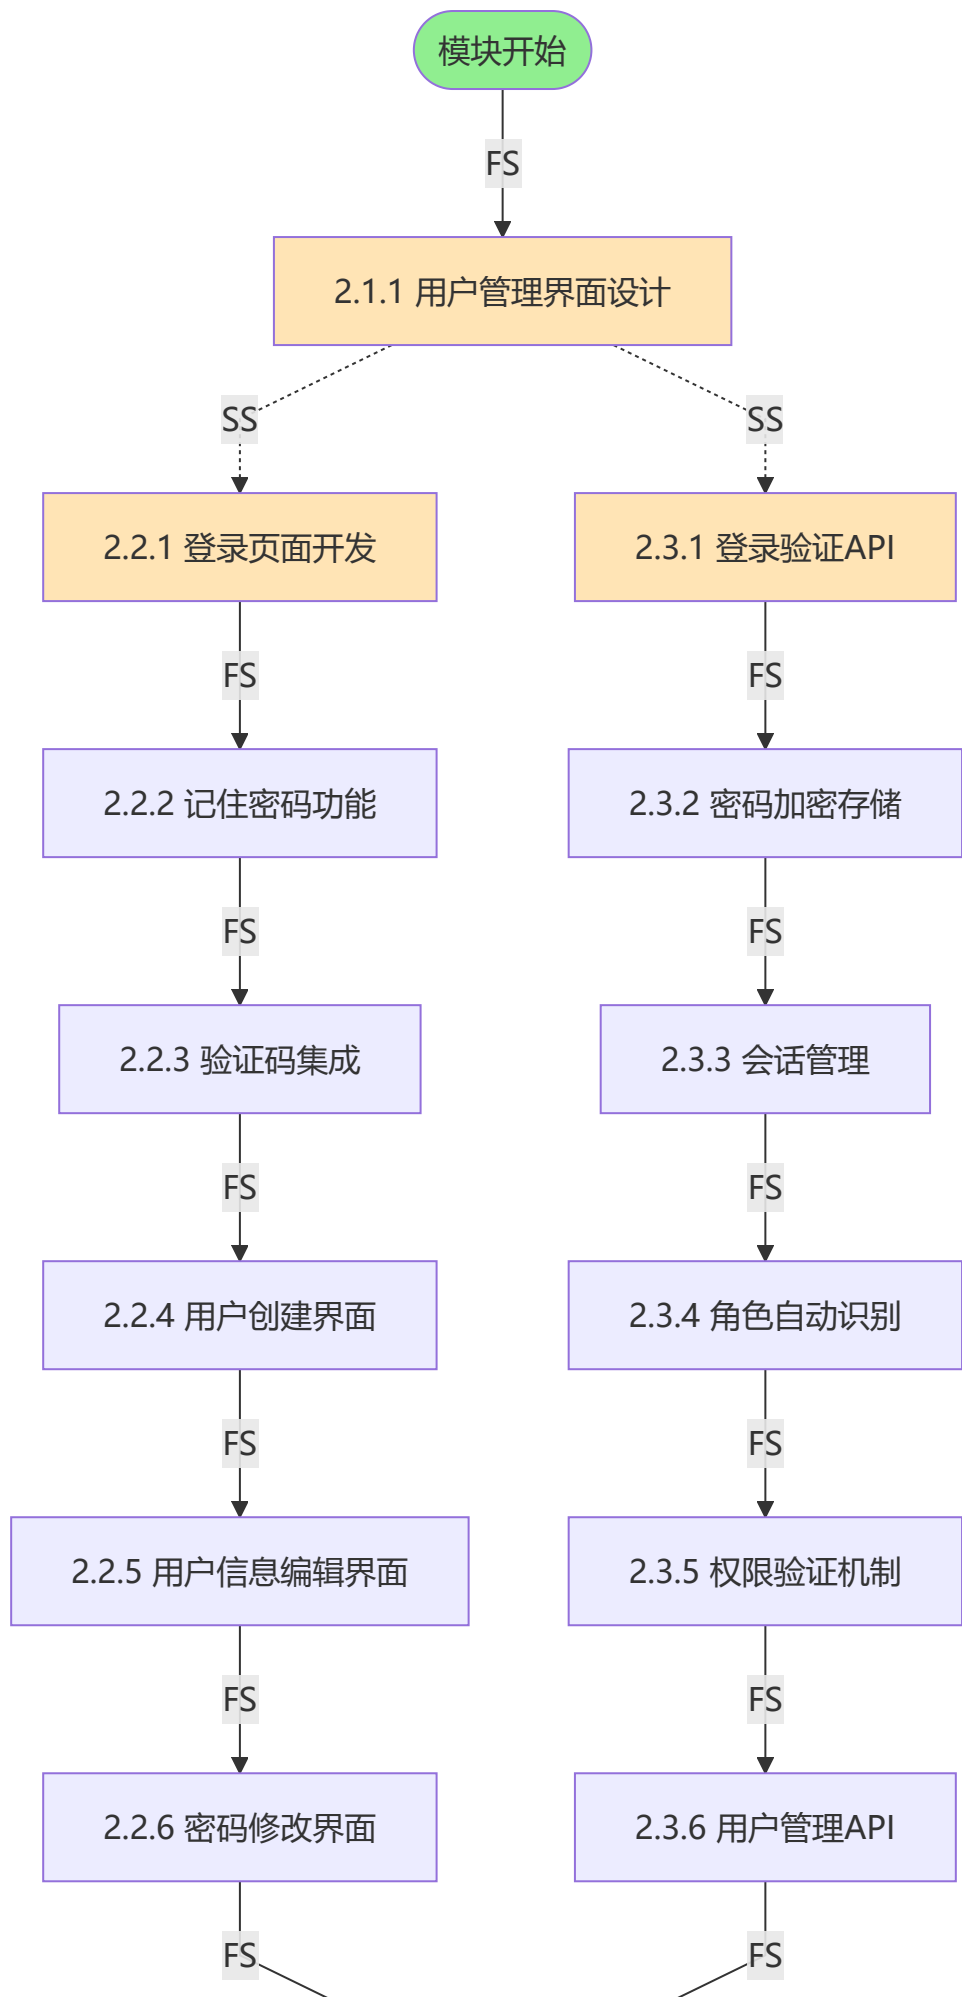 模块开始
FS
2.1.1 用户管理界面设计
SS
SS
2.2.1 登录页面开发
2.3.1 登录验证API
FS
FS
2.2.2 记住密码功能
2.3.2 密码加密存储
FS
FS
2.2.3 验证码集成
2.3.3 会话管理
FS
FS
2.2.4 用户创建界面
2.3.4 角色自动识别
FS
FS
2.2.5 用户信息编辑界面
2.3.5 权限验证机制
FS
FS
2.2.6 密码修改界面
2.3.6 用户管理API
FS
FS